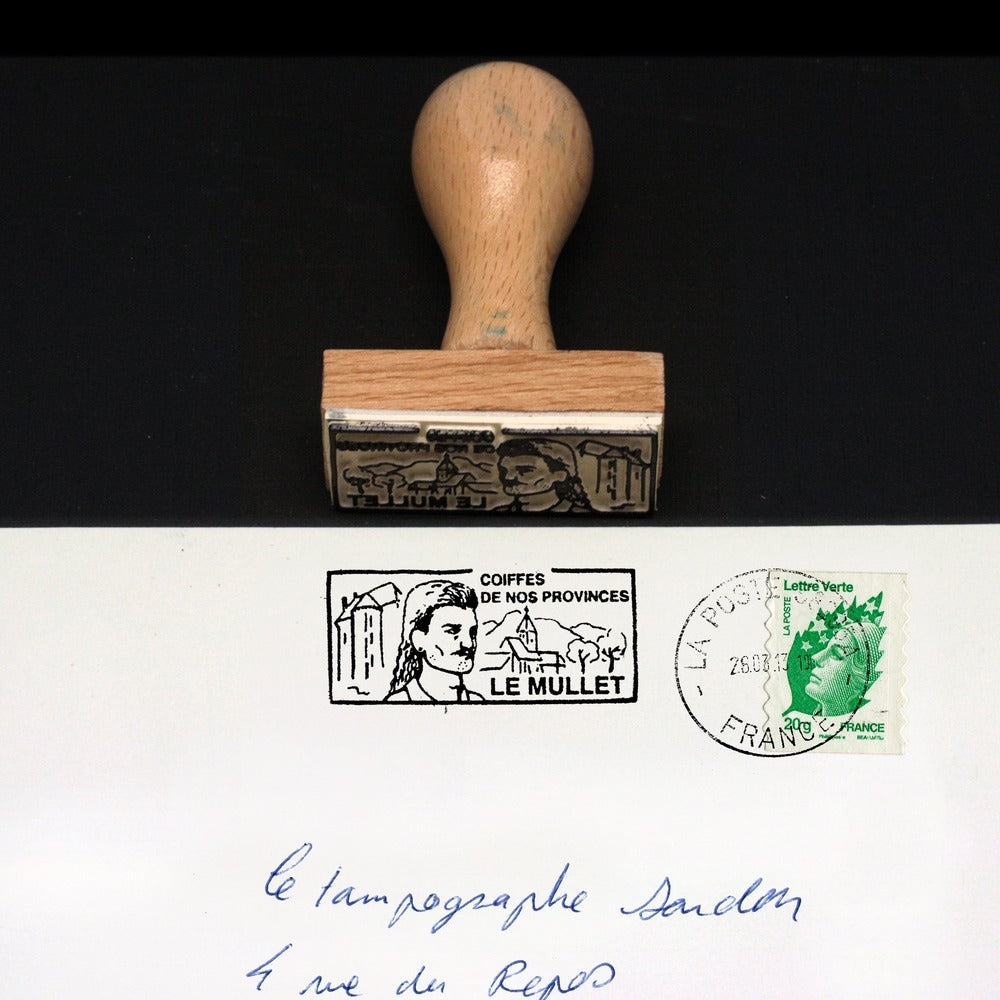 COIFFES
DE NOS PROVINCES
LE MULLET
LA POSTE
26.03.13
FRANCE
Lettre Verte
LA POSTE
20g
FRANCE
le tampographe Sardon
4 rue du Repos